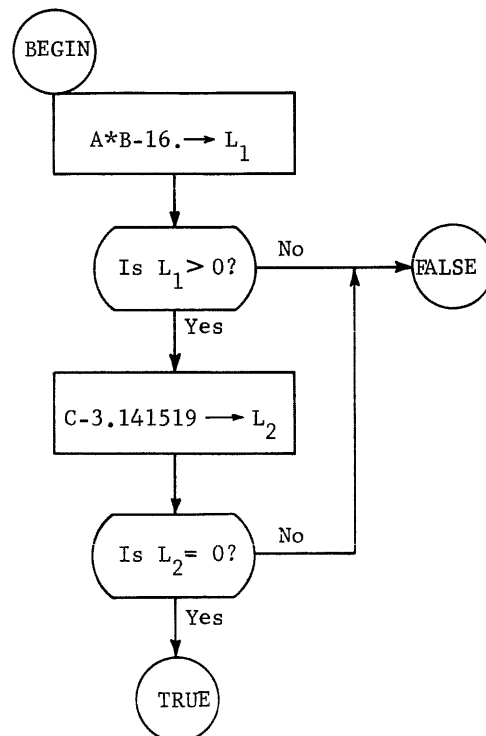 BEGIN
A*B-16.→ L₁
Is L₁> 0?
No
FALSE
Yes
C-3.141519 → L₂
Is L₂= 0?
No
Yes
TRUE